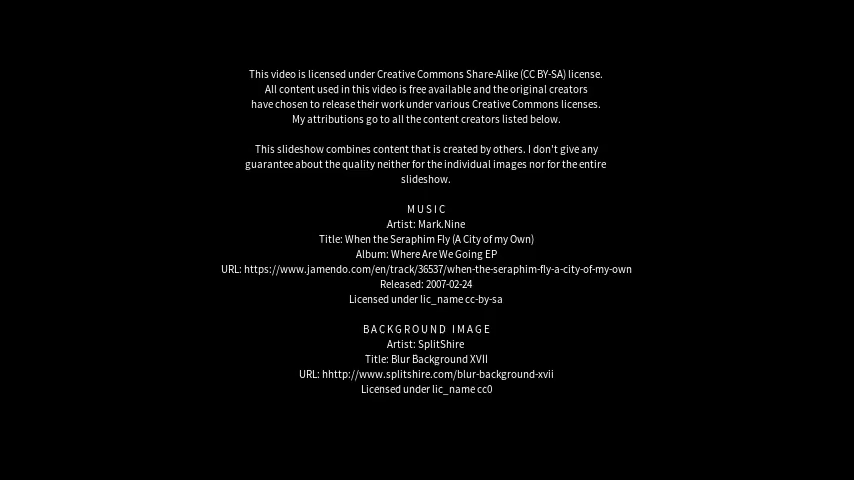 This video is licensed under Creative Commons Share-Alike (CC BY-SA) license.
All content used in this video is free available and the original creators
have chosen to release their work under various Creative Commons licenses.
My attributions go to all the content creators listed below.
This slideshow combines content that is created by others. I don't give any
guarantee about the quality neither for the individual images nor for the entire
slideshow.
MUSIC
Artist: Mark.Nine
Title: When the Seraphim Fly (A City of my Own)
Album: Where Are We Going EP
URL: https://www.jamendo.com/en/track/36537/when-the-seraphim-fly-a-city-of-my-own
Released: 2007-02-24
Licensed under lic_name cc-by-sa
BACKGROUND IMAGE
Artist: SplitShire
Title: Blur Background XVII
URL: hhttp://www.splitshire.com/blur-background-xvii
Licensed under lic_name cc0